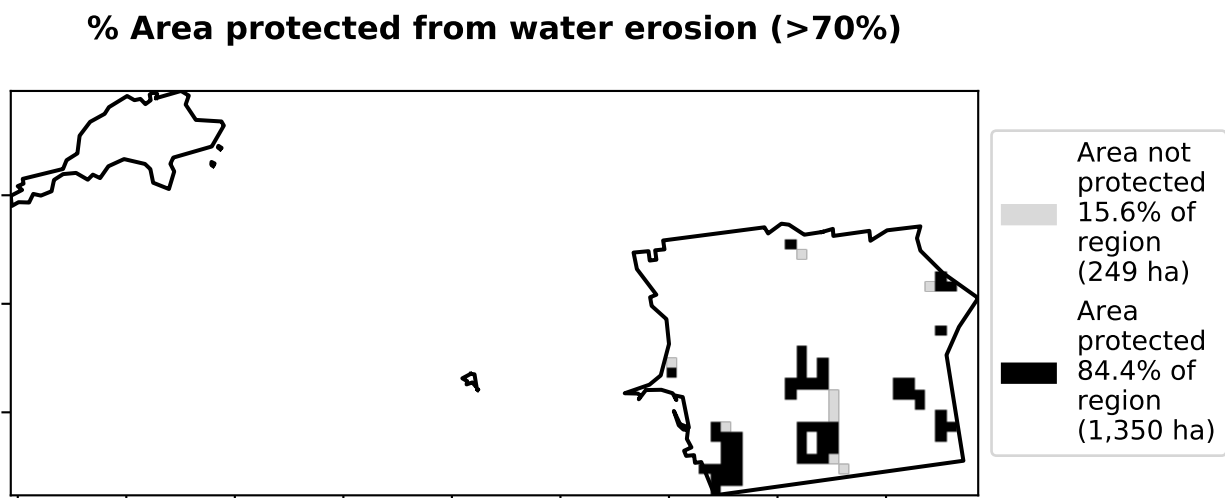 % Area protected from water erosion (>70%)
Area not
protected
15.6% of
region
(249 ha)
Area
protected
84.4% of
region
(1,350 ha)